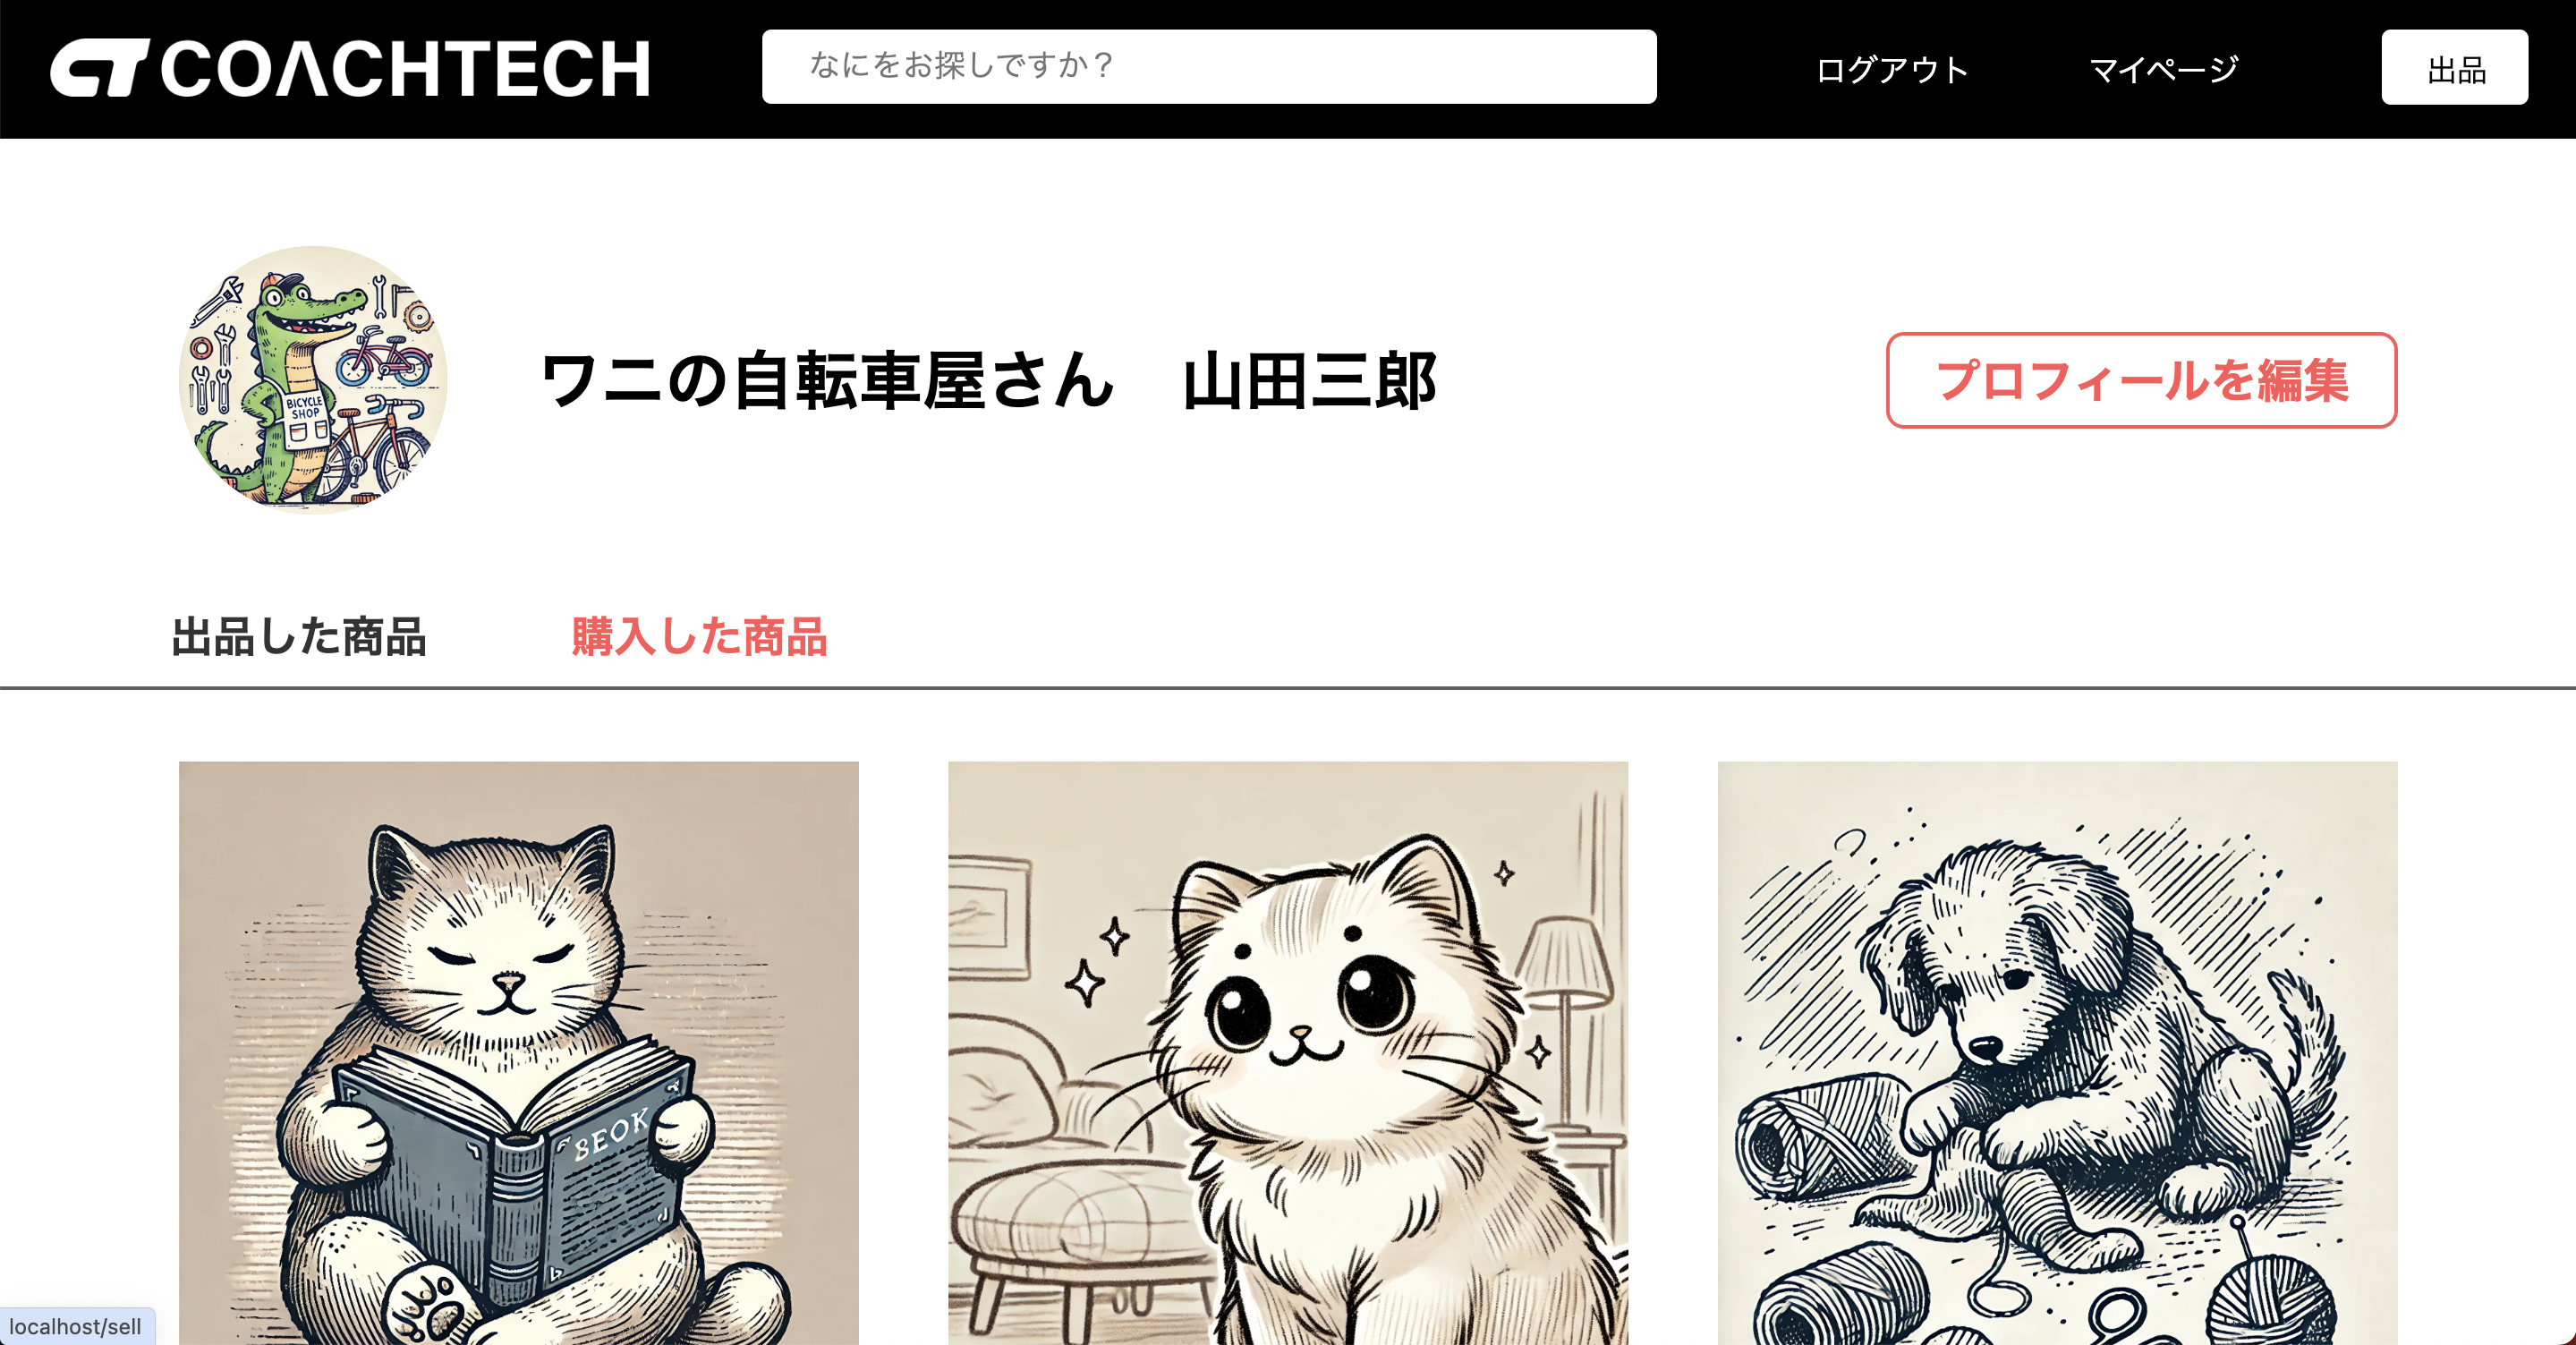 COACHTECH
なにをお探しですか？
ログアウト
マイページ
出品
BICYCLE
SHOP
ワニの自転車屋さん　山田三郎
プロフィールを編集
出品した商品
購入した商品
BEOK
localhost/sell